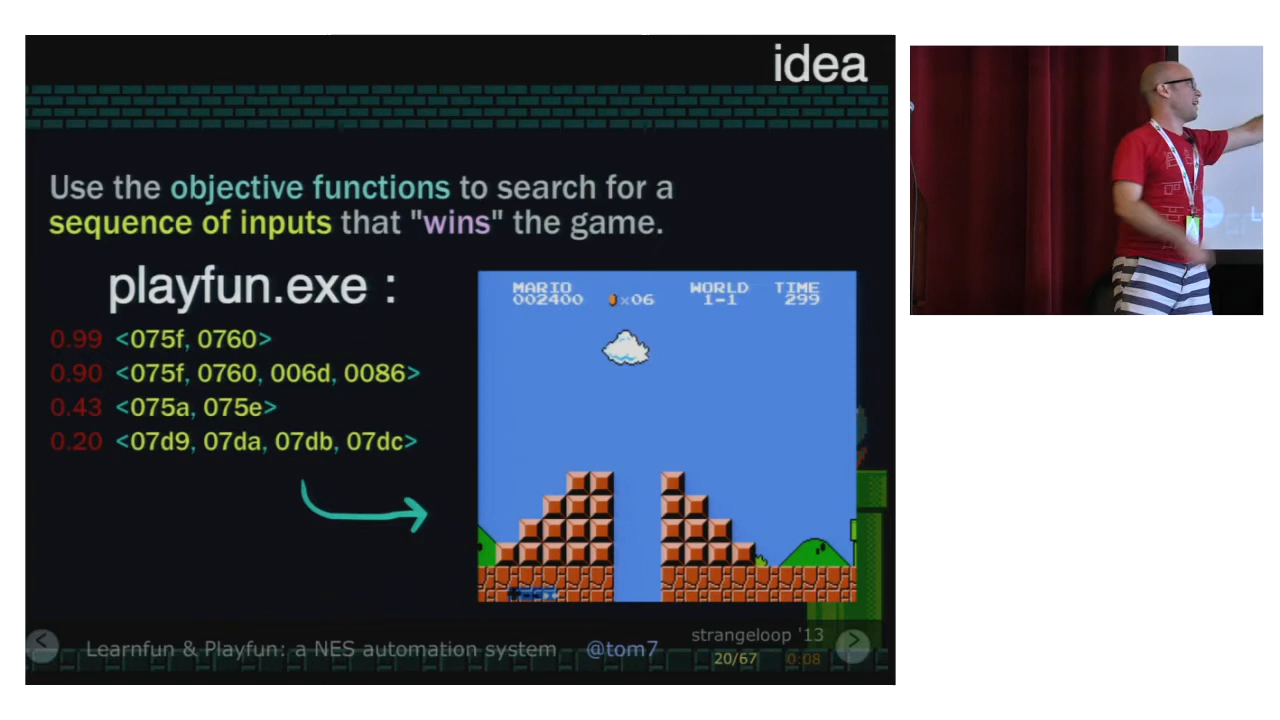 idea
Use the objective functions to search for a
sequence of inputs that "wins" the game.
playfun.exe :
0.99 <075f, 0760>
0.90 <075f, 0760, 006d, 0086>
0.43 <075a, 075e>
0.20 <07d9, 07da, 07db, 07dc>
MARIO WORLD TIME
002400 ×06 1-1 299
< Learnfun & Playfun: a NES automation system @tom7 strangeloop '13 >
20/67 0:08